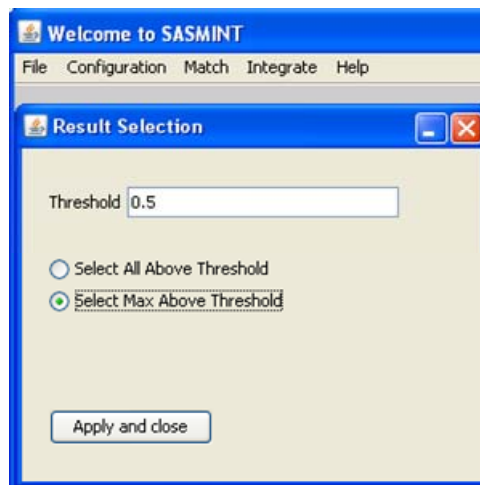 Welcome to SASMINT
File Configuration Match Integrate Help
Result Selection
Threshold 0.5
Select All Above Threshold
Select Max Above Threshold
Apply and close